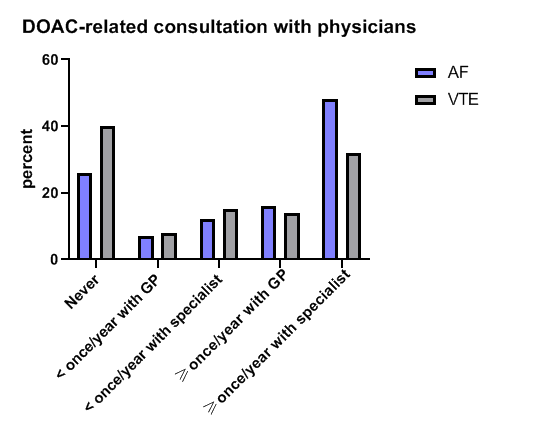 DOAC-related consultation with physicians
AF
VTE
percent
60
40
20
0
Never
< once/year with GP
< once/year with specialist
⩾ once/year with GP
⩾ once/year with specialist